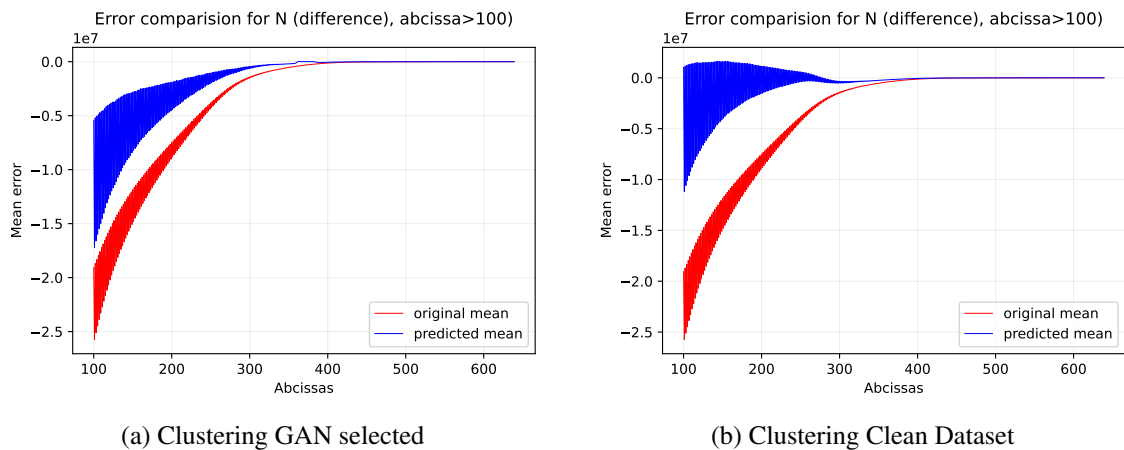 Error comparision for N (difference), abcissa>100)
1e7
0.0
−0.5
−1.0
−1.5
−2.0
−2.5
Mean error
100 200 300 400 500 600
Abcissas
original mean
predicted mean
(a) Clustering GAN selected
Error comparision for N (difference), abcissa>100)
1e7
0.0
−0.5
−1.0
−1.5
−2.0
−2.5
Mean error
100 200 300 400 500 600
Abcissas
original mean
predicted mean
(b) Clustering Clean Dataset